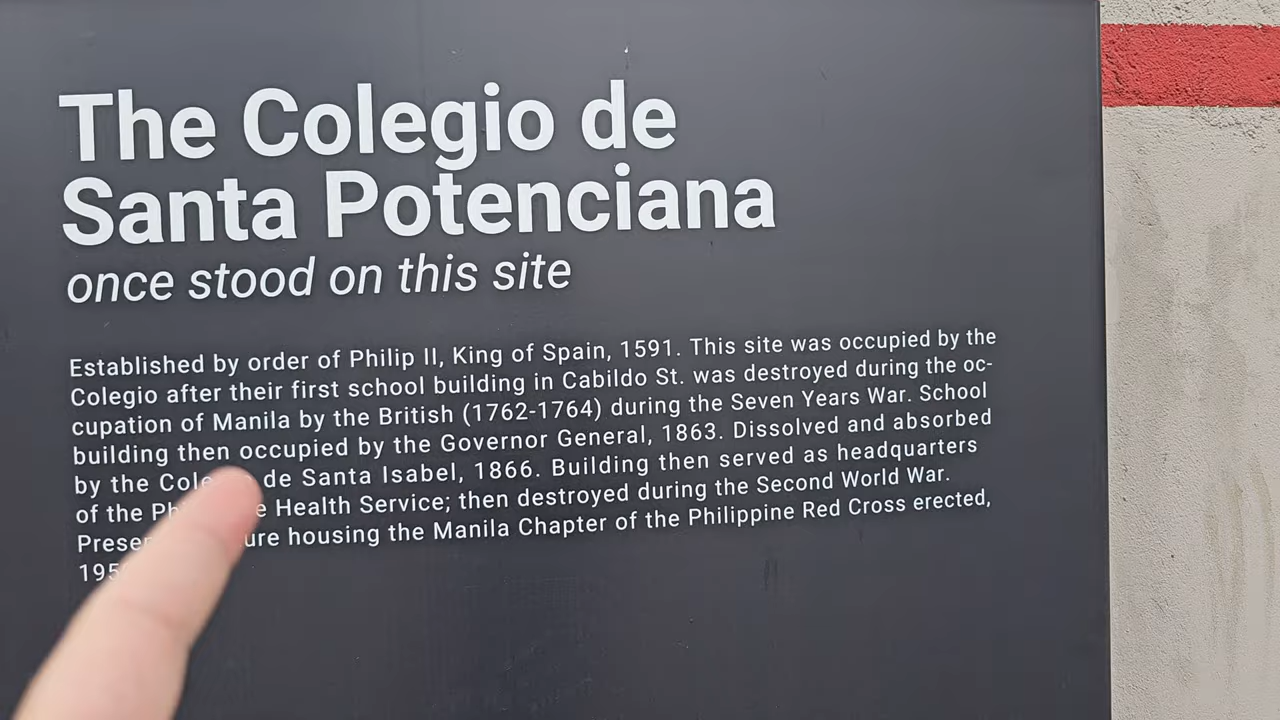 The Colegio de
Santa Potenciana
once stood on this site
Established by order of Philip II, King of Spain, 1591. This site was occupied by the
Colegio after their first school building in Cabildo St. was destroyed during the oc-
cupation of Manila by the British (1762-1764) during the Seven Years War. School
building then occupied by the Governor General, 1863. Dissolved and absorbed
by the de Santa Isabel, 1866. Building then served as headquarters
of the Health Service; then destroyed during the Second World War.
housing the Manila Chapter of the Philippine Red Cross erected,